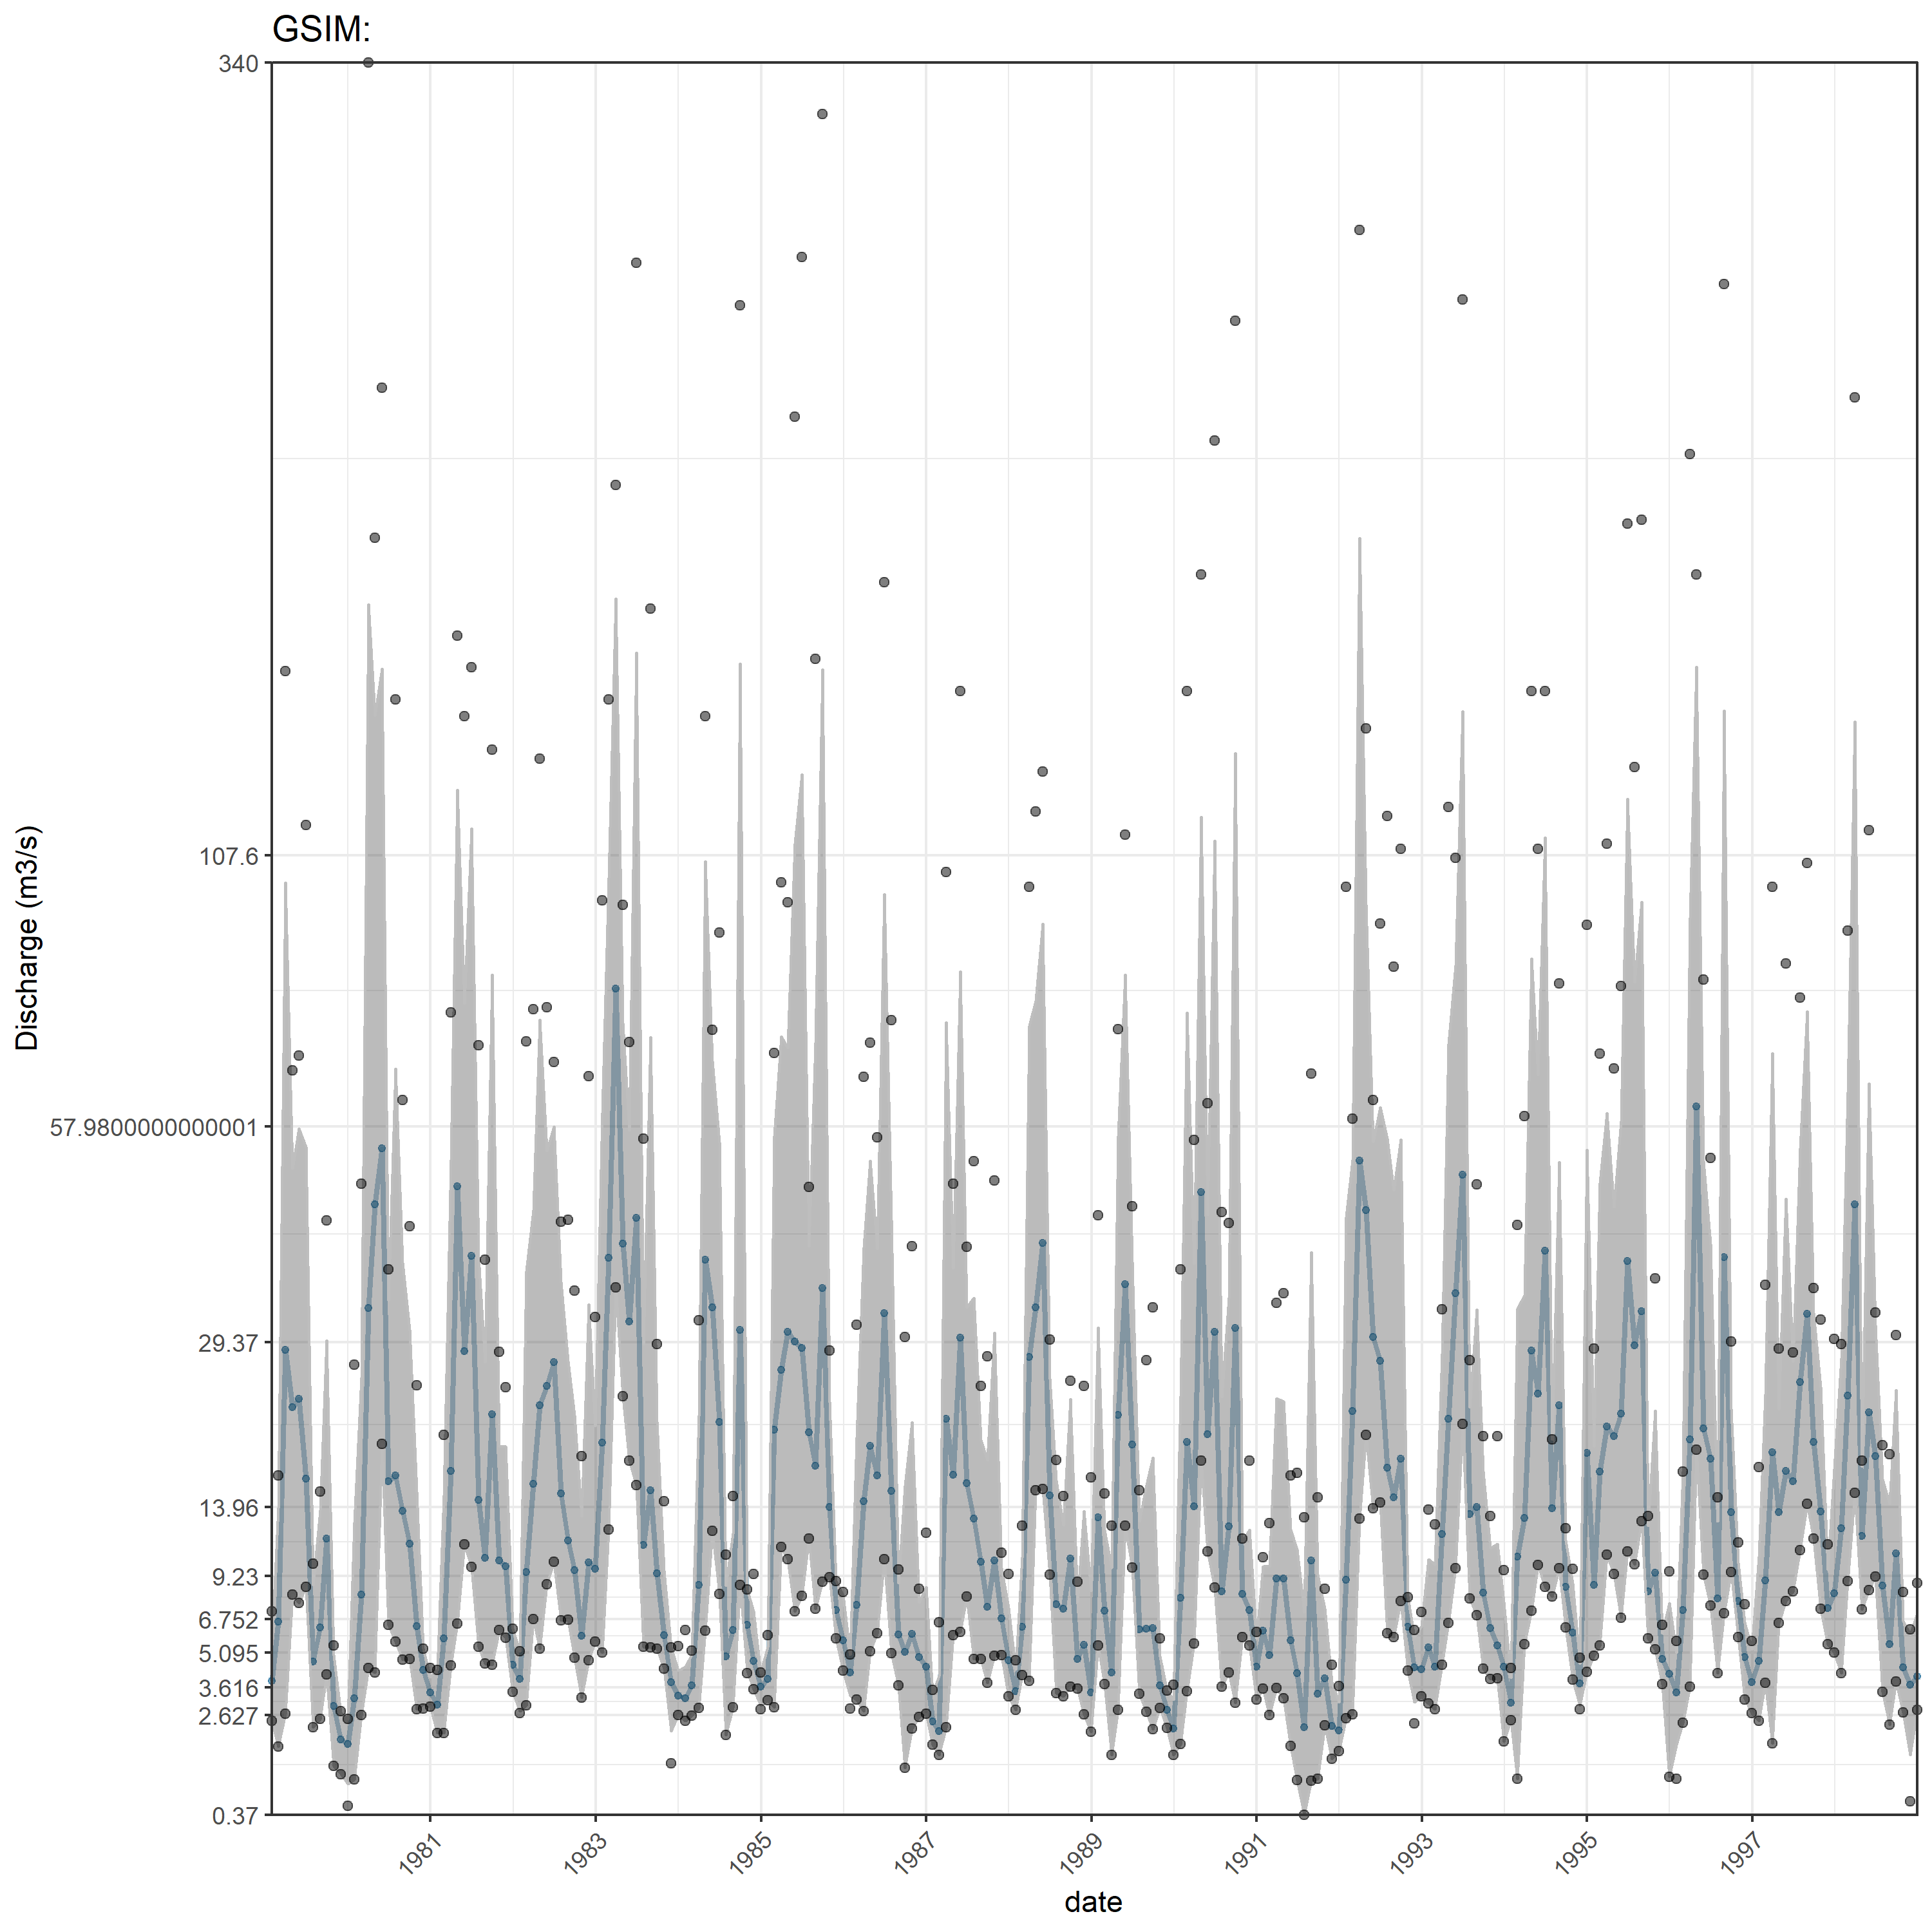 GSIM:
340
107.6
57.9800000000001
29.37
13.96
9.23
6.752
5.095
3.616
2.627
0.37
Discharge (m3/s)
1981 1983 1985 1987 1989 1991 1993 1995 1997
date